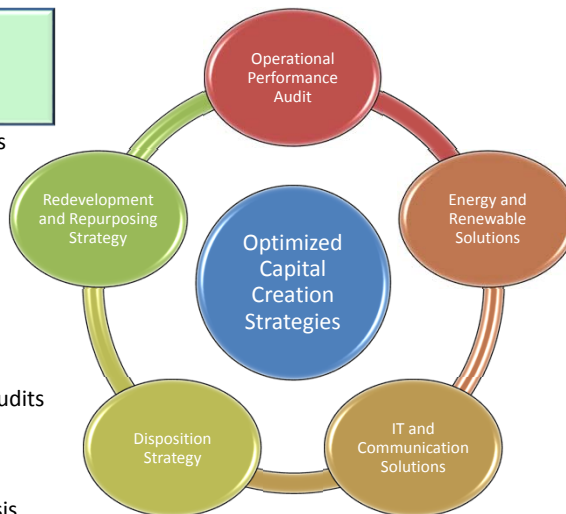 Operational
Performance
Audit
Redevelopment
and Repurposing
Strategy
Energy and
Renewable
Solutions
Optimized
Capital
Creation
Strategies
Disposition
Strategy
IT and
Communication
Solutions